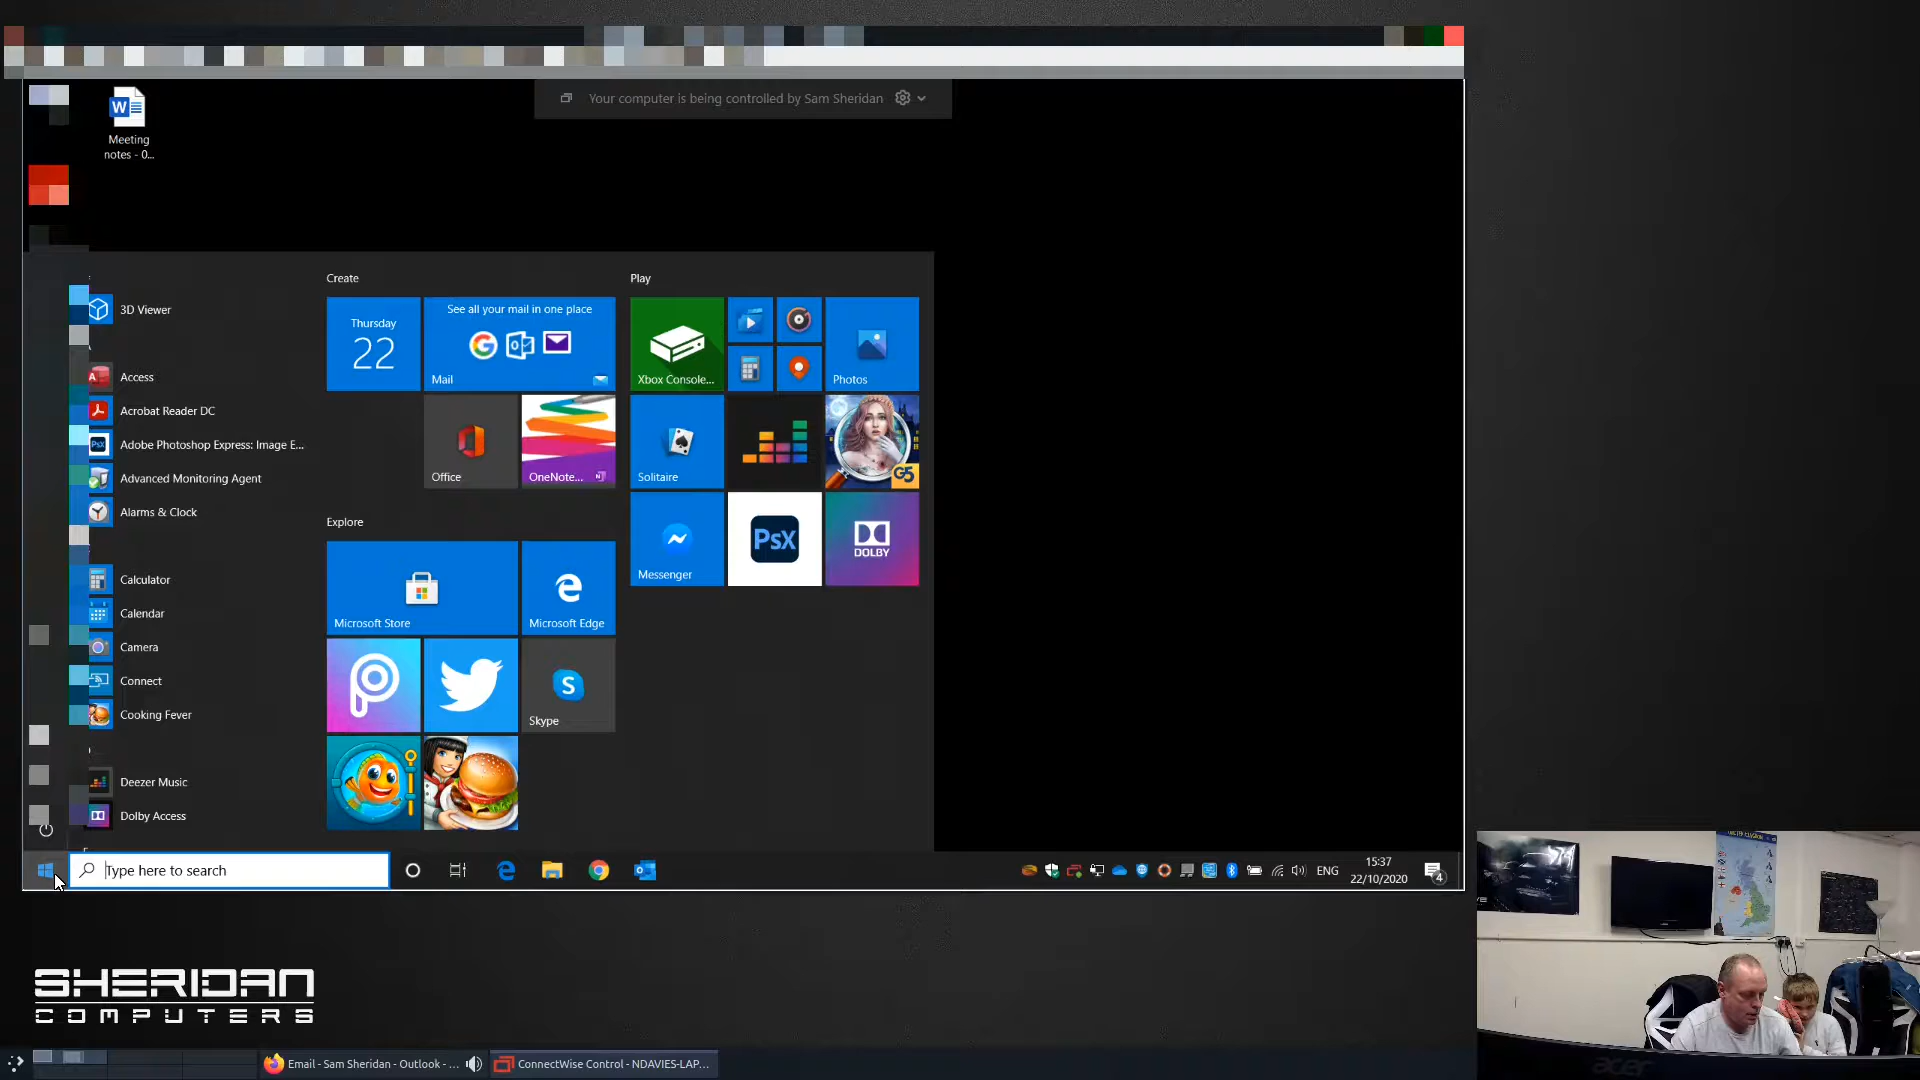 Your computer is being controlled by Sam Sheridan
W
Meeting
notes - 0...
Create
Play
3D Viewer
Access
Acrobat Reader DC
Adobe Photoshop Express: Image E...
Advanced Monitoring Agent
Alarms & Clock
Calculator
Calendar
Camera
Connect
Cooking Fever
Deezer Music
Dolby Access
Thursday
22
See all your mail in one place
Mail
Office
OneNote...
Explore
Microsoft Store
Microsoft Edge
Skype
Xbox Console...
Photos
Solitaire
G5
Messenger
PsX
DOLBY
Type here to search
ENG
15:37
22/10/2020
4
SHERIDAN
COMPUTERS
Email - Sam Sheridan - Outlook - ...
ConnectWise Control - NDAVIES-LAP...
acer